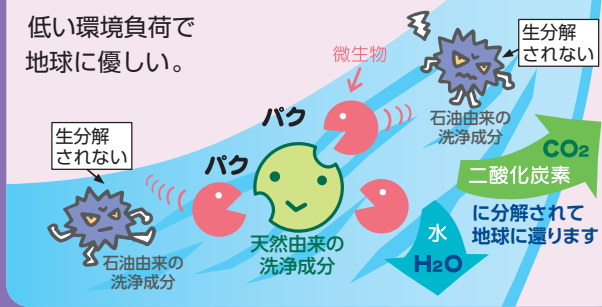 低い環境負荷で
地球に優しい。
微生物
生分解
されない
石油由来の
洗浄成分
パク
パク
生分解
されない
石油由来の
洗浄成分
天然由来の
洗浄成分
CO₂
二酸化炭素
水
H₂O
に分解されて
地球に還ります